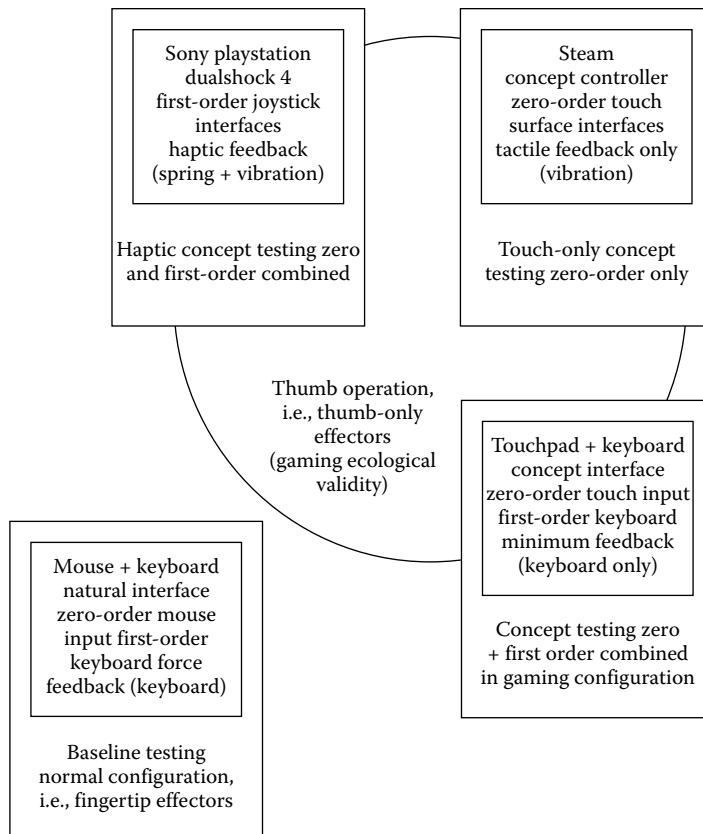 Sony playstation
dualshock 4
first-order joystick
interfaces
haptic feedback
(spring + vibration)
Haptic concept testing zero
and first-order combined
Steam
concept controller
zero-order touch
surface interfaces
tactile feedback only
(vibration)
Touch-only concept
testing zero-order only
Thumb operation,
i.e., thumb-only
effectors
(gaming ecological
validity)
Touchpad + keyboard
concept interface
zero-order touch input
first-order keyboard
minimum feedback
(keyboard only)
Concept testing zero
+ first order combined
in gaming configuration
Mouse + keyboard
natural interface
zero-order mouse
input first-order
keyboard force
feedback (keyboard)
Baseline testing
normal configuration,
i.e., fingertip effectors